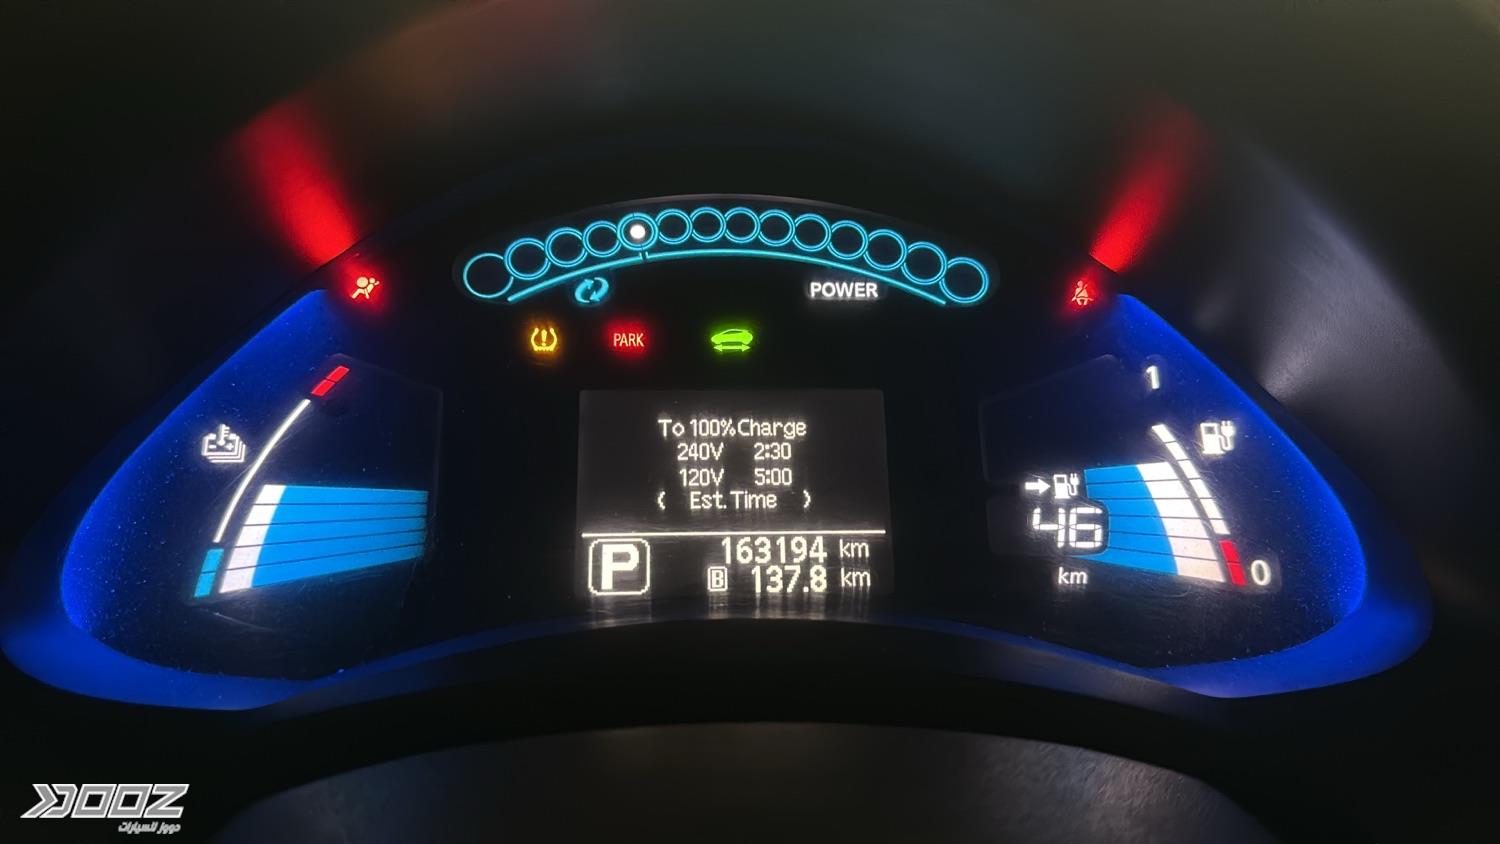 POWER
PARK
To 100% Charge
240V 2:30
120V 5:00
Est. Time
P
163194 km
B 137.8 km
1
46
km
0
DOOZ
دووز للسيارات